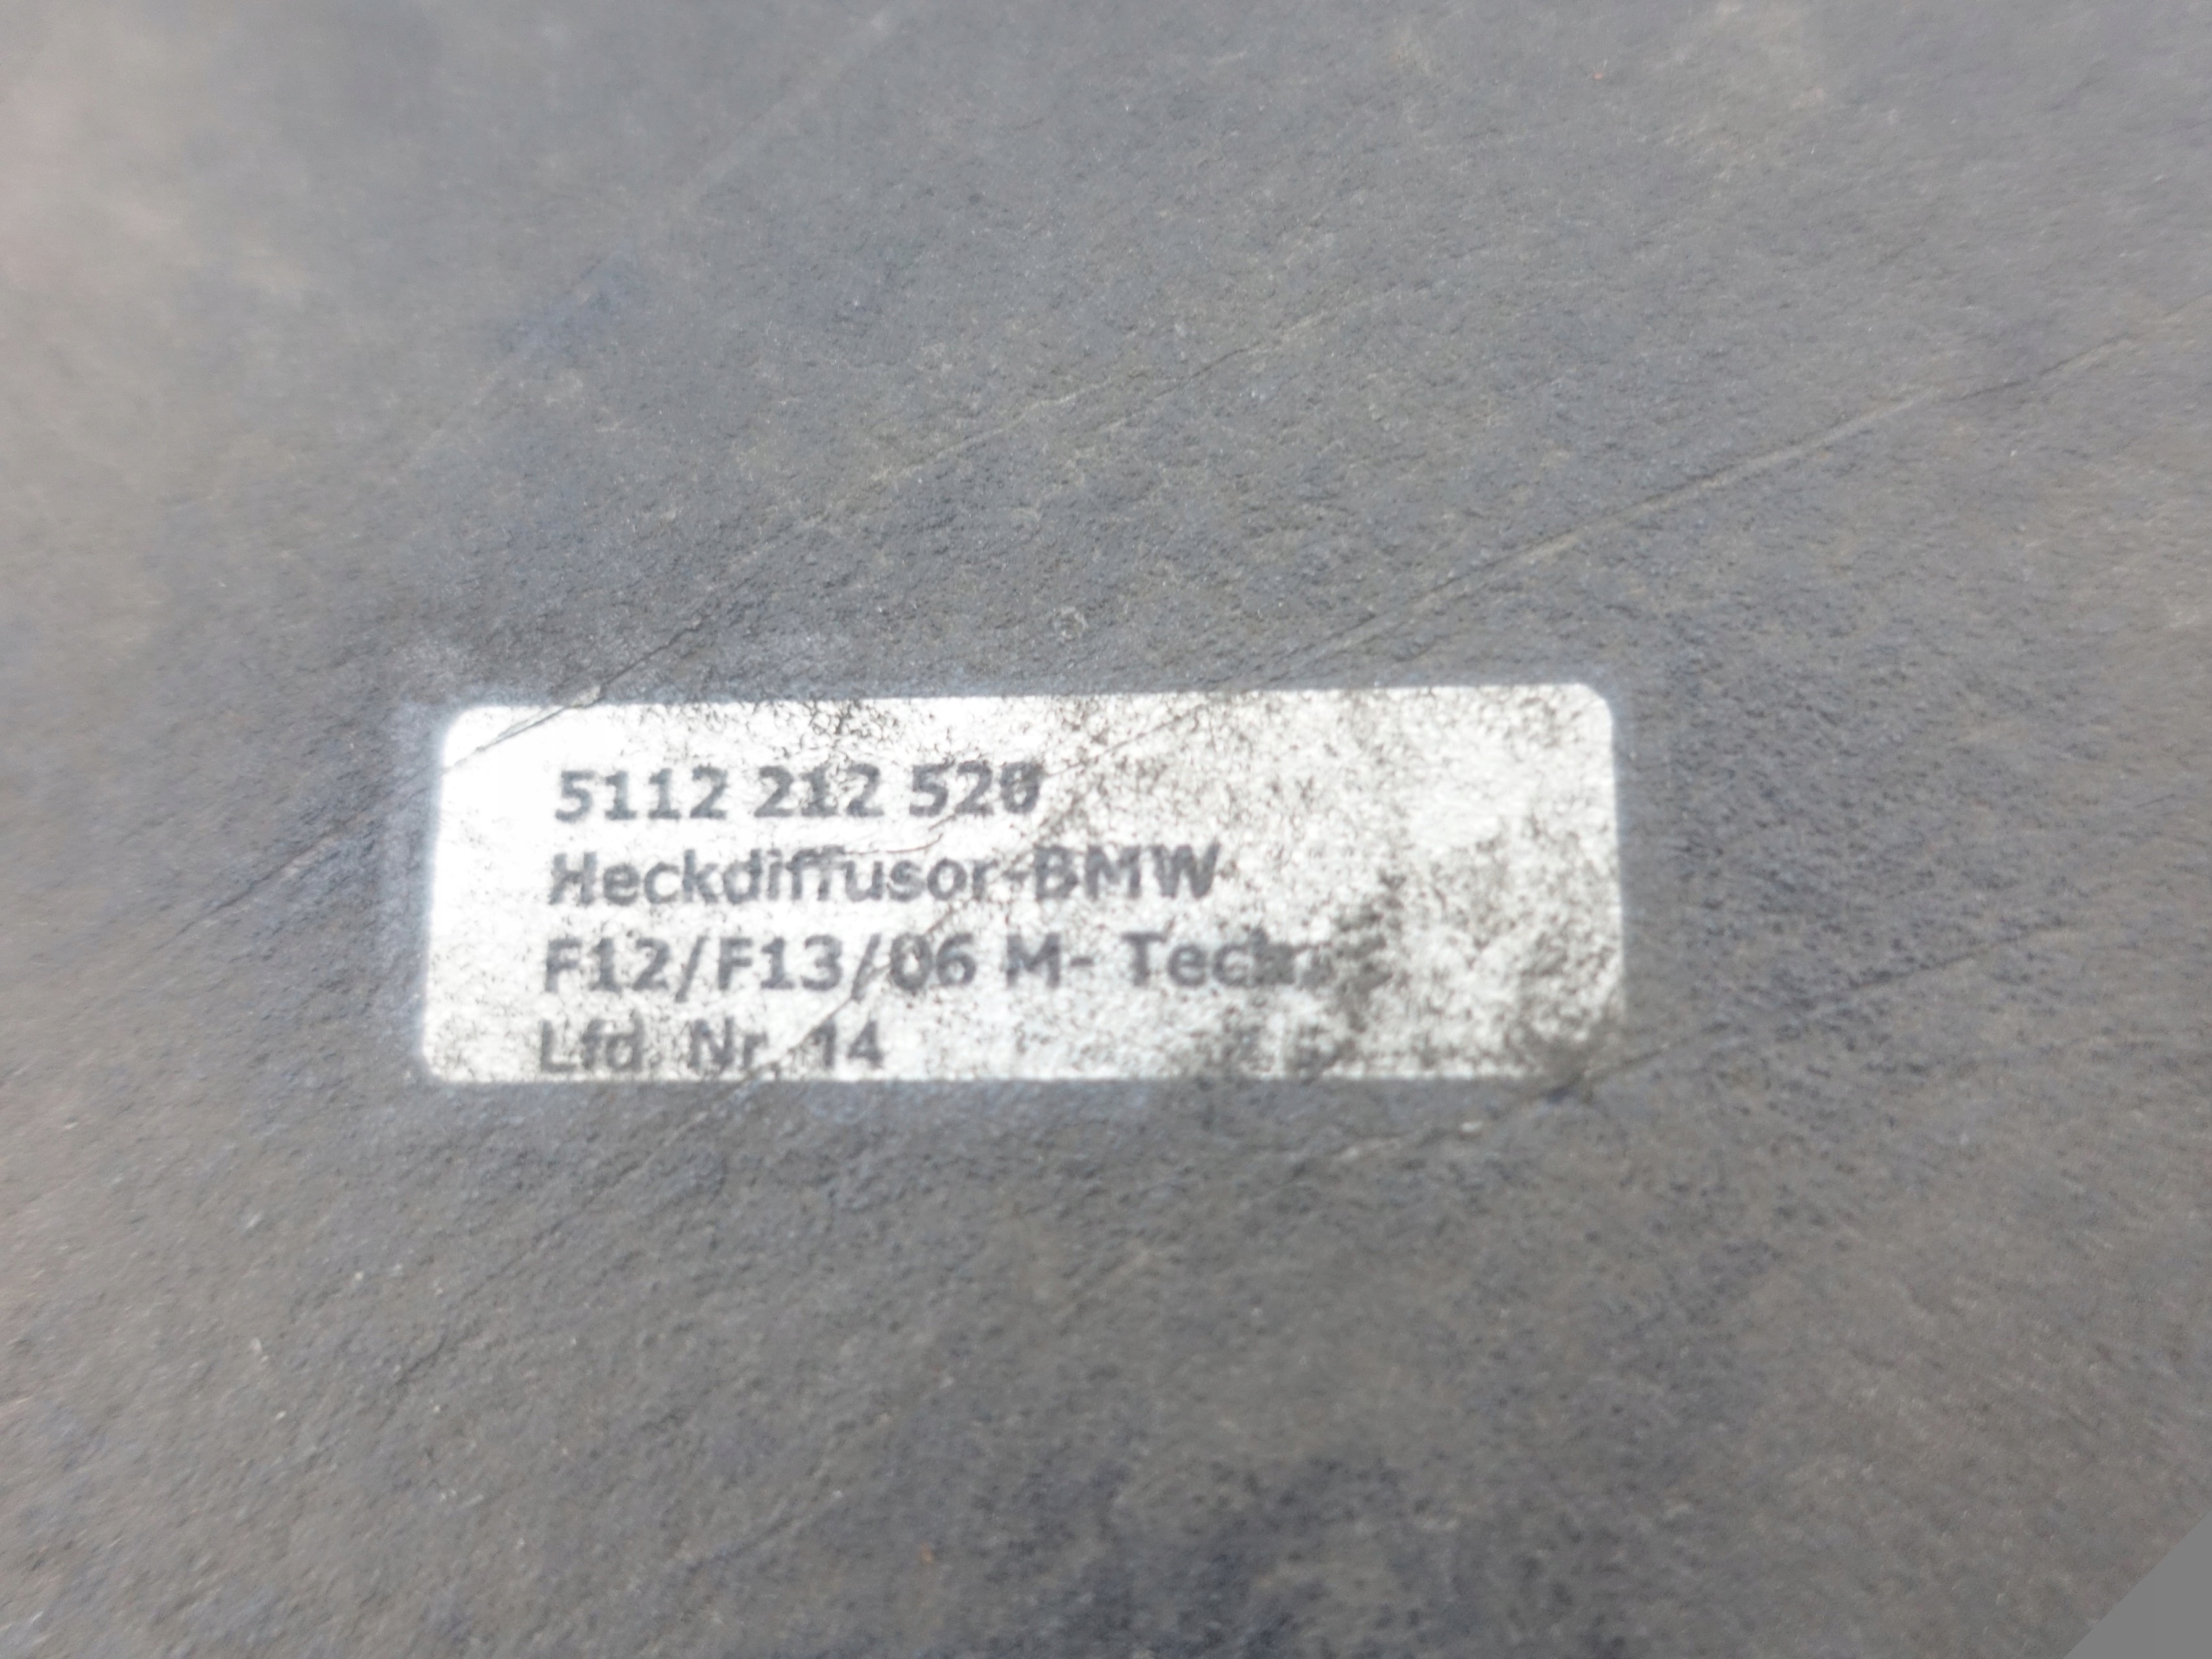 5112 212 520
Heckdiffusor-BMW
F12/F13/06 M- Tech.
Lfd. Nr. 14